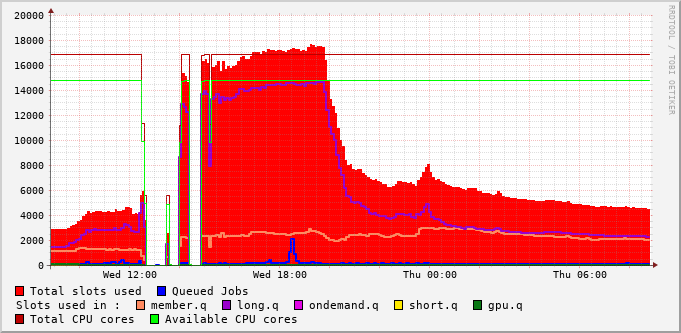 20000
18000
16000
14000
12000
10000
8000
6000
4000
2000
0
Wed 12:00 Wed 18:00 Thu 00:00 Thu 06:00
RRDTOOL / TOBI OETIKER
Total slots used Queued Jobs
Slots used in : member.q long.q ondemand.q short.q gpu.q
Total CPU cores Available CPU cores